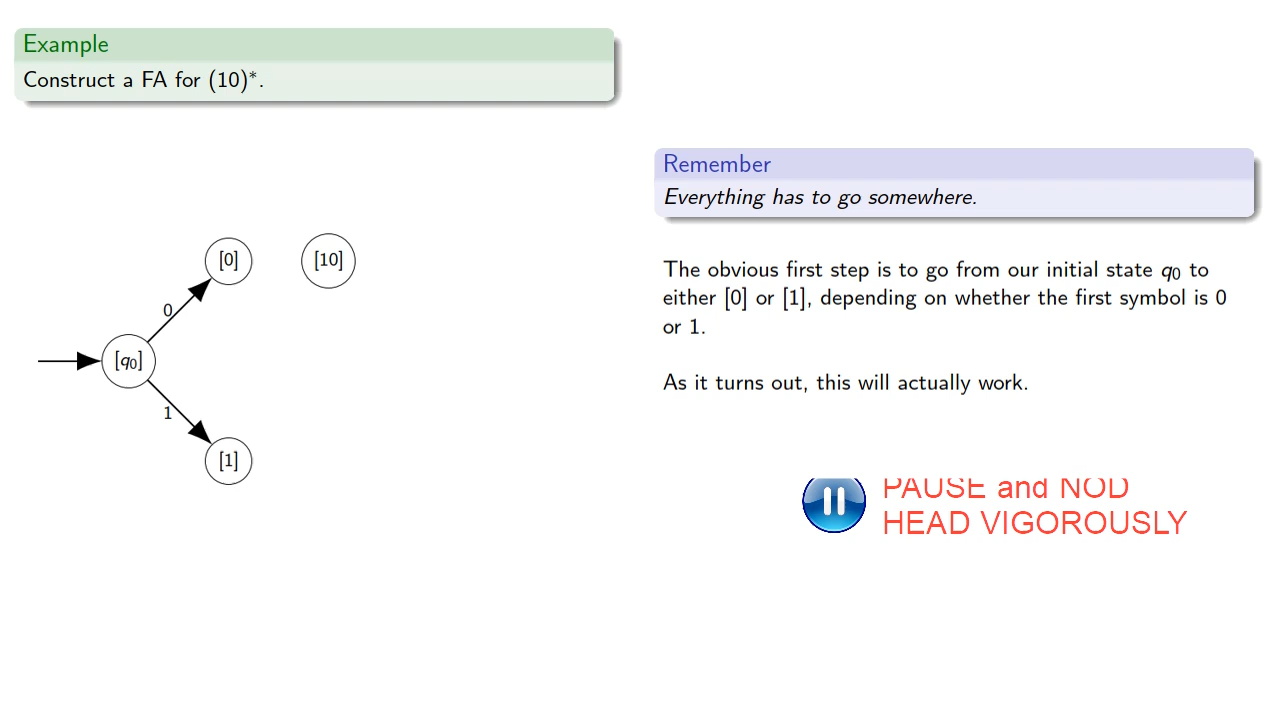 Example
Construct a FA for (10)*.
Remember
Everything has to go somewhere.
[0]
[10]
0
[q₀]
1
[1]
The obvious first step is to go from our initial state q₀ to
either [0] or [1], depending on whether the first symbol is 0
or 1.
As it turns out, this will actually work.
PAUSE and NOD
HEAD VIGOROUSLY